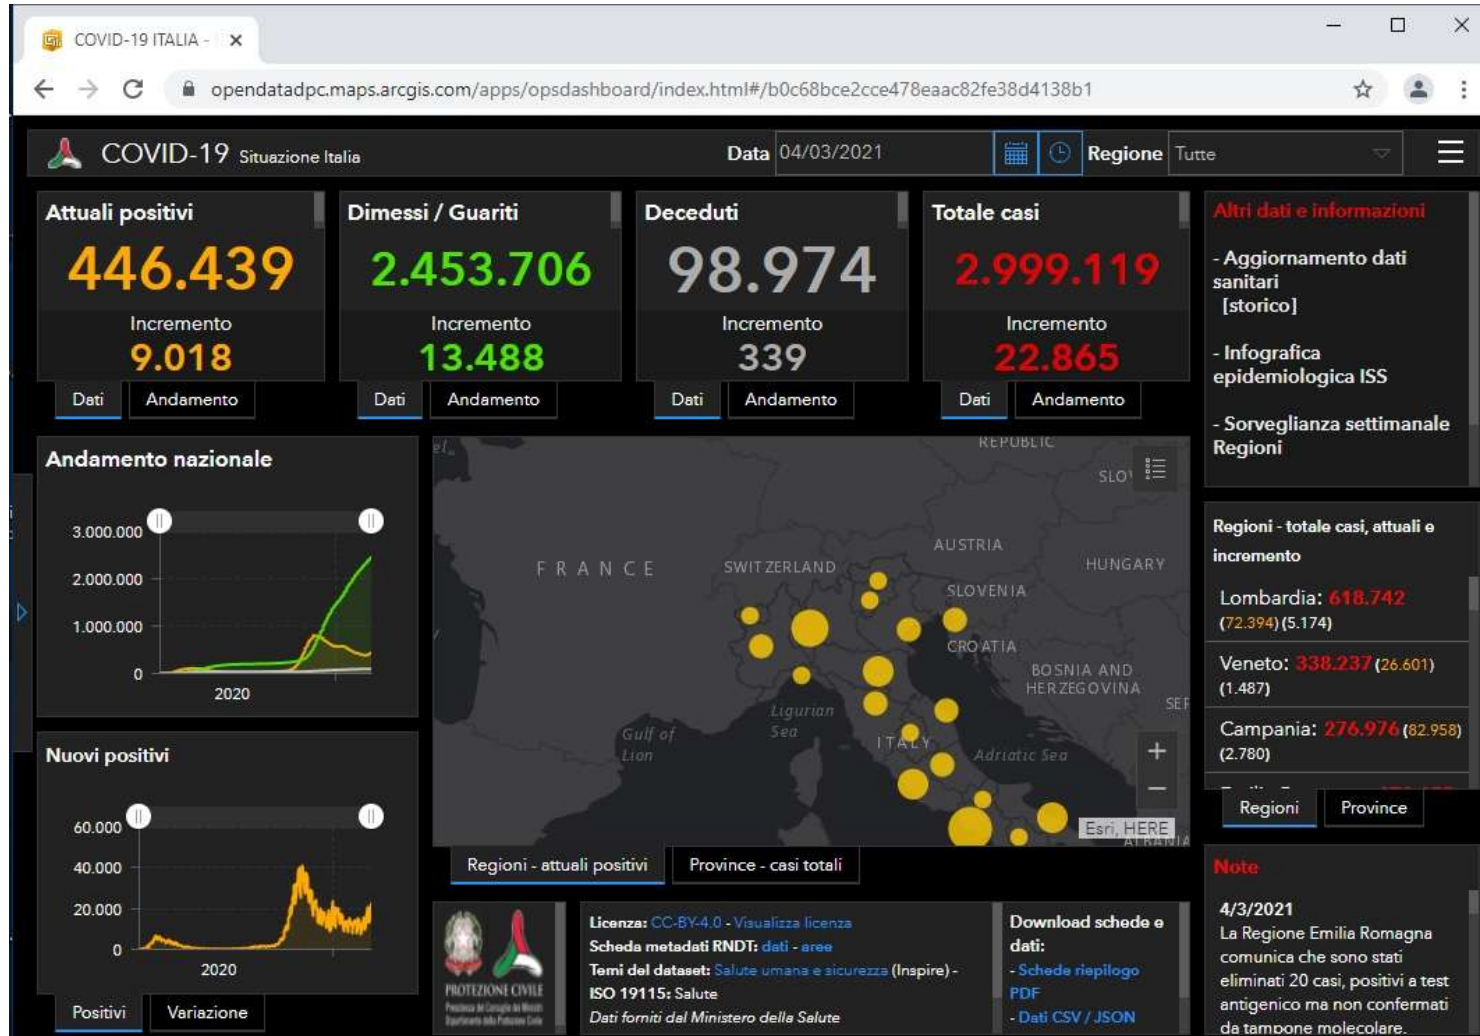 COVID-19 ITALIA -
opendatadpc.maps.arcgis.com/apps/opsdashboard/index.html#/b0c68bce2cce478eaac82fe38d4138b1
COVID-19 Situazione Italia
Data 04/03/2021
Regione Tutte
Attuali positivi
446.439
Incremento
9.018
Dati Andamento
Dimessi / Guariti
2.453.706
Incremento
13.488
Dati Andamento
Deceduti
98.974
Incremento
339
Dati Andamento
Totale casi
2.999.119
Incremento
22.865
Dati Andamento
Altri dati e informazioni
- Aggiornamento dati
sanitari
[storico]
- Infografica
epidemiologica ISS
- Sorveglianza settimanale
Regioni
Andamento nazionale
3.000.000
2.000.000
1.000.000
0
2020
Nuovi positivi
60.000
40.000
20.000
0
2020
Positivi Variazione
REPUBLIC
AUSTRIA
HUNGARY
FRANCE
SWITZERLAND
SLOVENIA
CROATIA
BOSNIA AND
HERZEGOVINA
Ligurian
Sea
Gulf of
Lion
ITALY
Adriatic Sea
Esri, HERE
ALBANIA
Regioni - attuali positivi Province - casi totali
Regioni - totale casi, attuali e
incremento
Lombardia: 618.742
(72.394) (5.174)
Veneto: 338.237 (26.601)
(1.487)
Campania: 276.976 (82.958)
(2.780)
Regioni Province
PROTEZIONE CIVILE
Presidenza del Consiglio dei Ministri
Dipartimento della Protezione Civile
Licenza: CC-BY-4.0 - Visualizza licenza
Scheda metadati RNDT: dati - aree
Temi del dataset: Salute umana e sicurezza (Inspire) -
ISO 19115: Salute
Dati forniti dal Ministero della Salute
Download schede e
dati:
- Schede riepilogo
PDF
- Dati CSV / JSON
Note
4/3/2021
La Regione Emilia Romagna
comunica che sono stati
eliminati 20 casi, positivi a test
antigenico ma non confermati
da tampone molecolare.